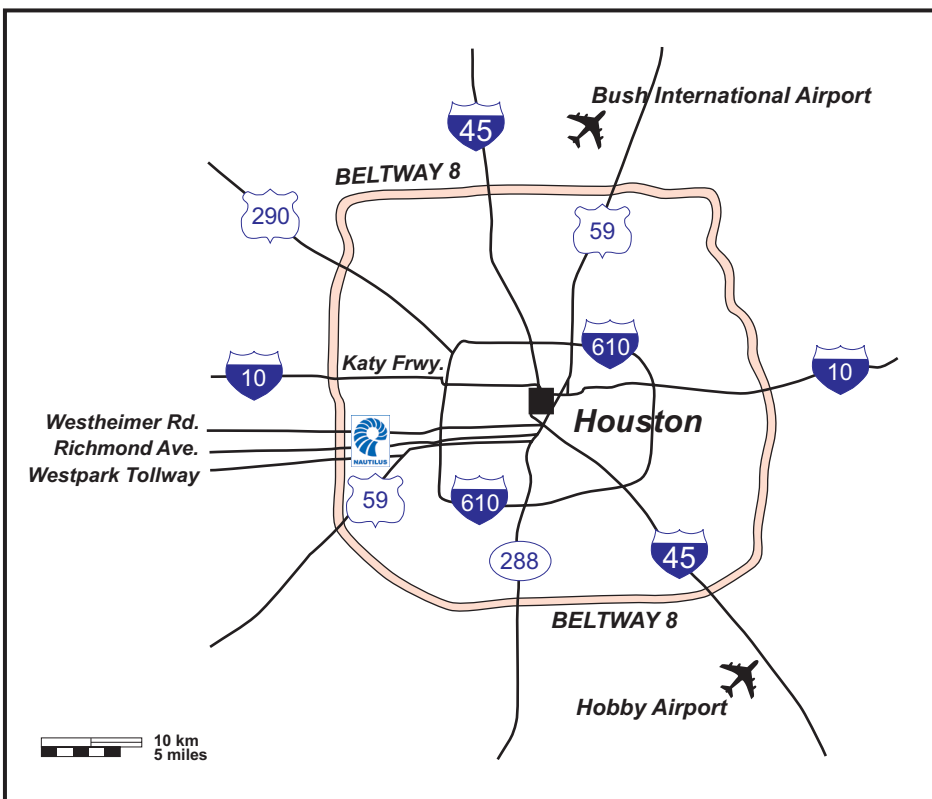 Bush International Airport
45
BELTWAY 8
290
59
610
Katy Frwy.
10
10
Westheimer Rd.
Houston
Richmond Ave.
NAUTILUS
Westpark Tollway
59
610
45
288
BELTWAY 8
Hobby Airport
10 km
5 miles